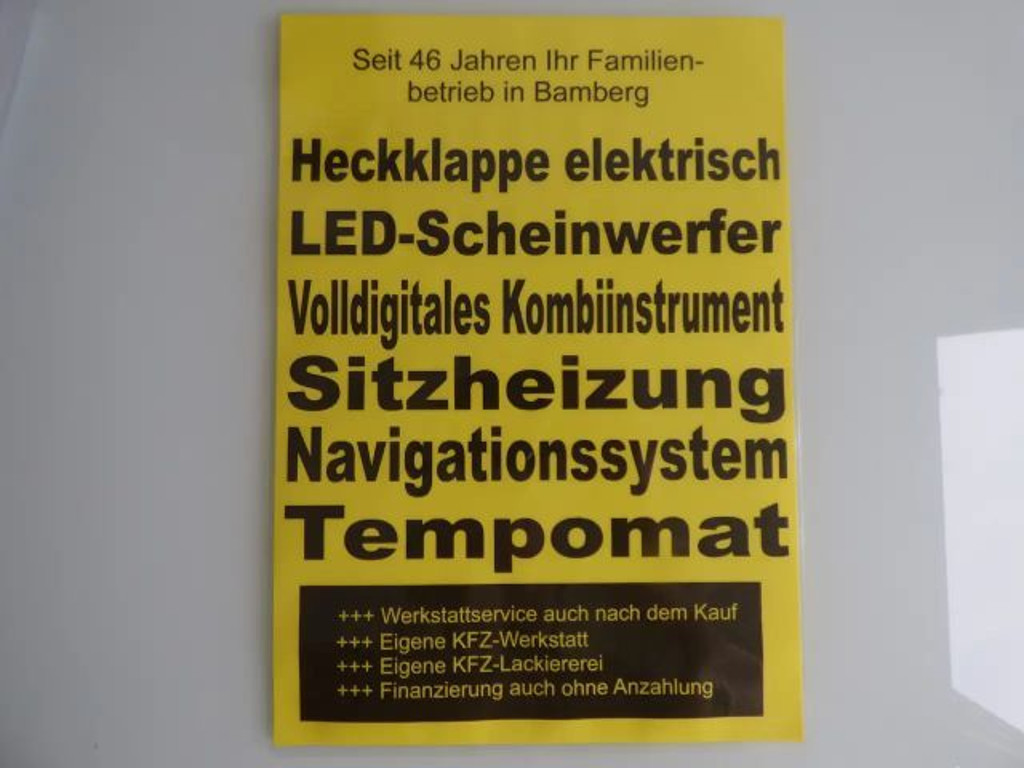 Seit 46 Jahren Ihr Familien-
betrieb in Bamberg
Heckklappe elektrisch
LED-Scheinwerfer
Volldigitales Kombiinstrument
Sitzheizung
Navigationssystem
Tempomat
+++ Werkstattservice auch nach dem Kauf
+++ Eigene KFZ-Werkstatt
+++ Eigene KFZ-Lackiererei
+++ Finanzierung auch ohne Anzahlung